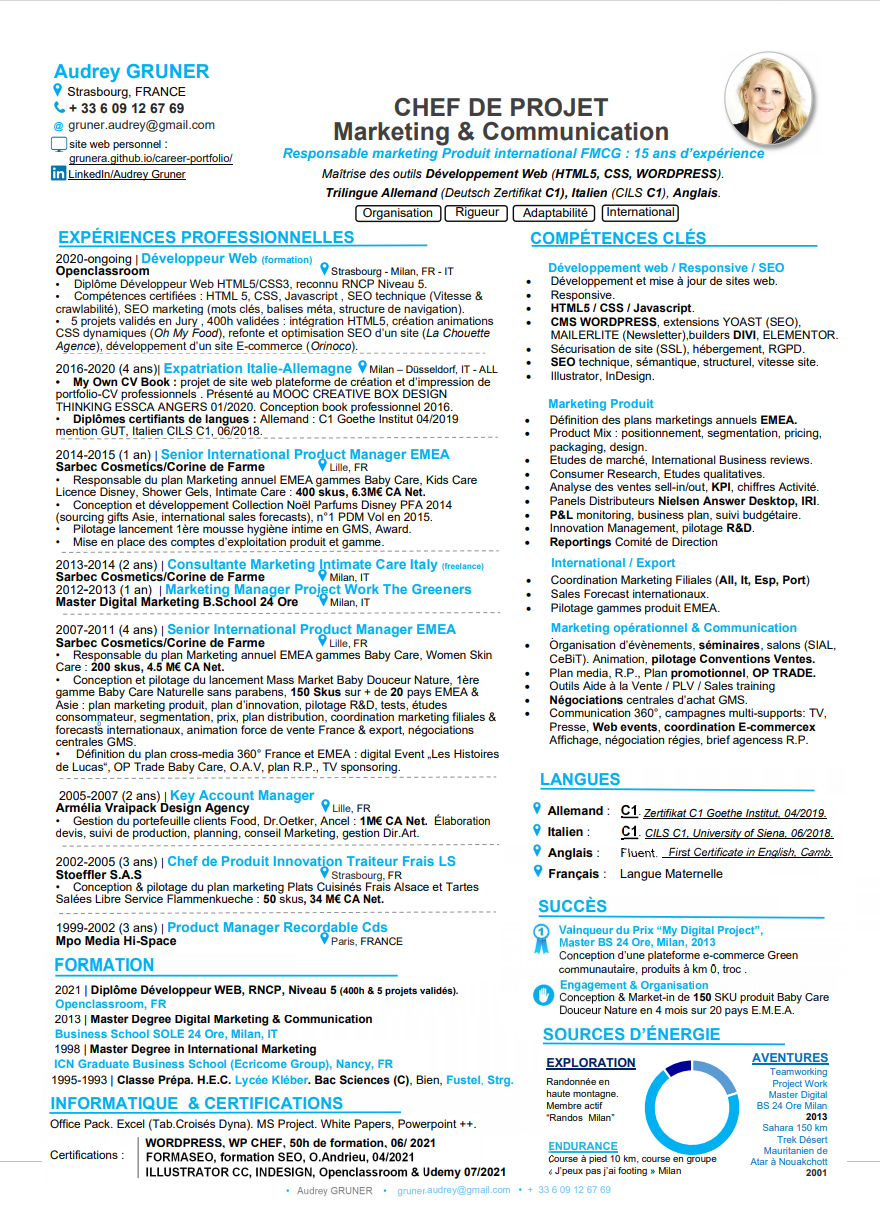 Audrey GRUNER
Strasbourg, FRANCE
+ 33 6 09 12 67 69
@ gruner.audrey@gmail.com
site web personnel :
grunera.github.io/career-portfolio/
LinkedIn/Audrey Gruner
CHEF DE PROJET
Marketing & Communication
Responsable marketing Produit international FMCG : 15 ans d’expérience
Maîtrise des outils Développement Web (HTML5, CSS, WORDPRESS).
Trilingue Allemand (Deutsch Zertifikat C1), Italien (CILS C1), Anglais.
Organisation Rigueur Adaptabilité International
EXPÉRIENCES PROFESSIONNELLES
2020-ongoing | Développeur Web (formation)
Openclassroom Strasbourg - Milan, FR - IT
• Diplôme Développeur Web HTML5/CSS3, reconnu RNCP Niveau 5.
• Compétences certifiées : HTML 5, CSS, Javascript , SEO technique (Vitesse &
crawlabilité), SEO marketing (mots clés, balises méta, structure de navigation).
• 5 projets validés en Jury , 400h validées : intégration HTML5, création animations
CSS dynamiques (Oh My Food), refonte et optimisation SEO d’un site (La Chouette
Agence), développement d’un site E-commerce (Orinoco).
2016-2020 (4 ans)| Expatriation Italie-Allemagne Milan – Düsseldorf, IT - ALL
• My Own CV Book : projet de site web plateforme de création et d’impression de
portfolio-CV professionnels . Présenté au MOOC CREATIVE BOX DESIGN
THINKING ESSCA ANGERS 01/2020. Conception book professionnel 2016.
• Diplômes certifiants de langues : Allemand : C1 Goethe Institut 04/2019
mention GUT, Italien CILS C1, 06/2018.
2014-2015 (1 an) | Senior International Product Manager EMEA
Sarbec Cosmetics/Corine de Farme Lille, FR
• Responsable du plan Marketing annuel EMEA gammes Baby Care, Kids Care
Licence Disney, Shower Gels, Intimate Care : 400 skus, 6.3M€ CA Net.
• Conception et développement Collection Noël Parfums Disney PFA 2014
(sourcing gifts Asie, international sales forecasts), n°1 PDM Vol en 2015.
• Pilotage lancement 1ère mousse hygiène intime en GMS, Award.
• Mise en place des comptes d’exploitation produit et gamme.
2013-2014 (2 ans) | Consultante Marketing Intimate Care Italy (freelance)
Sarbec Cosmetics/Corine de Farme Milan, IT
2012-2013 (1 an) | Marketing Manager Project Work The Greeners
Master Digital Marketing B.School 24 Ore Milan, IT
2007-2011 (4 ans) | Senior International Product Manager EMEA
Sarbec Cosmetics/Corine de Farme Lille, FR
• Responsable du plan Marketing annuel EMEA gammes Baby Care, Women Skin
Care : 200 skus, 4.5 M€ CA Net.
• Conception et pilotage du lancement Mass Market Baby Douceur Nature, 1ère
gamme Baby Care Naturelle sans parabens, 150 Skus sur + de 20 pays EMEA &
Asie : plan marketing produit, plan d’innovation, pilotage R&D, tests, études
consommateur, segmentation, prix, plan distribution, coordination marketing filiales &
forecasts internationaux, animation force de vente France & export, négociations
centrales GMS.
• Définition du plan cross-media 360° France et EMEA : digital Event „Les Histoires
de Lucas“, OP Trade Baby Care, O.A.V, plan R.P., TV sponsoring.
2005-2007 (2 ans) | Key Account Manager
Armélia Vraipack Design Agency Lille, FR
• Gestion du portefeuille clients Food, Dr.Oetker, Ancel : 1M€ CA Net. Élaboration
devis, suivi de production, planning, conseil Marketing, gestion Dir.Art.
2002-2005 (3 ans) | Chef de Produit Innovation Traiteur Frais LS
Stoeffler S.A.S Strasbourg, FR
• Conception & pilotage du plan marketing Plats Cuisinés Frais Alsace et Tartes
Salées Libre Service Flammenkueche : 50 skus, 34 M€ CA Net.
1999-2002 (3 ans) | Product Manager Recordable Cds
Mpo Media Hi-Space Paris, FRANCE
FORMATION
2021 | Diplôme Développeur WEB, RNCP, Niveau 5 (400h & 5 projets validés).
Openclassroom, FR
2013 | Master Degree Digital Marketing & Communication
Business School SOLE 24 Ore, Milan, IT
1998 | Master Degree in International Marketing
ICN Graduate Business School (Ecricome Group), Nancy, FR
1995-1993 | Classe Prépa. H.E.C. Lycée Kléber. Bac Sciences (C), Bien, Fustel, Strg.
INFORMATIQUE & CERTIFICATIONS
Office Pack. Excel (Tab.Croisés Dyna). MS Project. White Papers, Powerpoint ++.
Certifications :
WORDPRESS, WP CHEF, 50h de formation, 06/ 2021
FORMASEO, formation SEO, O.Andrieu, 04/2021
ILLUSTRATOR CC, INDESIGN, Openclassroom & Udemy 07/2021
COMPÉTENCES CLÉS
Développement web / Responsive / SEO
• Développement et mise à jour de sites web.
• Responsive.
• HTML5 / CSS / Javascript.
• CMS WORDPRESS, extensions YOAST (SEO),
MAILERLITE (Newsletter),builders DIVI, ELEMENTOR.
• Sécurisation de site (SSL), hébergement, RGPD.
• SEO technique, sémantique, structurel, vitesse site.
• Illustrator, InDesign.
Marketing Produit
• Définition des plans marketings annuels EMEA.
• Product Mix : positionnement, segmentation, pricing,
packaging, design.
• Etudes de marché, International Business reviews.
• Consumer Research, Etudes qualitatives.
• Analyse des ventes sell-in/out, KPI, chiffres Activité.
• Panels Distributeurs Nielsen Answer Desktop, IRI.
• P&L monitoring, business plan, suivi budgétaire.
• Innovation Management, pilotage R&D.
• Reportings Comité de Direction
International / Export
• Coordination Marketing Filiales (All, It, Esp, Port)
• Sales Forecast internationaux.
• Pilotage gammes produit EMEA.
Marketing opérationnel & Communication
• Organisation d’évènements, séminaires, salons (SIAL,
CeBiT). Animation, pilotage Conventions Ventes.
• Plan media, R.P., Plan promotionnel, OP TRADE.
• Outils Aide à la Vente / PLV / Sales training
• Négociations centrales d’achat GMS.
• Communication 360°, campagnes multi-supports: TV,
Presse, Web events, coordination E-commercex
Affichage, négociation régies, brief agencess R.P.
LANGUES
Allemand : C1. Zertifikat C1 Goethe Institut, 04/2019.
Italien : C1. CILS C1, University of Siena, 06/2018.
Anglais : Fluent. First Certificate in English, Camb.
Français : Langue Maternelle
SUCCÈS
1
Vainqueur du Prix “My Digital Project”,
Master BS 24 Ore, Milan, 2013
Conception d’une plateforme e-commerce Green
communautaire, produits à km 0, troc .
Engagement & Organisation
Conception & Market-in de 150 SKU produit Baby Care
Douceur Nature en 4 mois sur 20 pays E.M.E.A.
SOURCES D’ÉNERGIE
EXPLORATION
Randonnée en
haute montagne.
Membre actif
“Randos Milan”
ENDURANCE
Course à pied 10 km, course en groupe
« J’peux pas j’ai footing » Milan
AVENTURES
Teamworking
Project Work
Master Digital
BS 24 Ore Milan
2013
Sahara 150 km
Trek Désert
Mauritanien de
Atar à Nouakchott
2001
• Audrey GRUNER • gruner.audrey@gmail.com • + 33 6 09 12 67 69